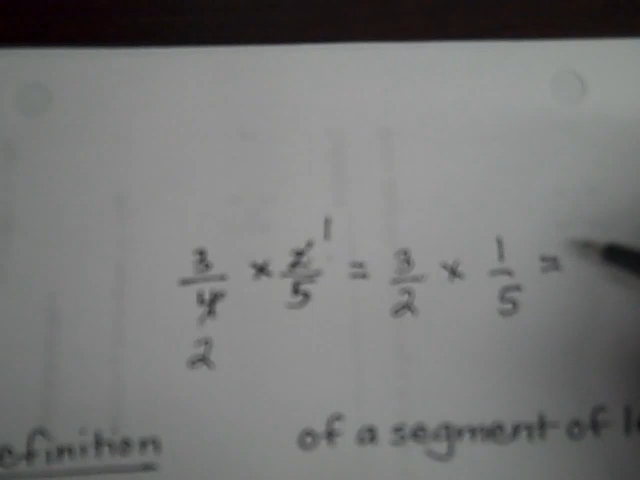 3/4 × 2/5 1 = 3/2 × 1/5 =
2
efinition of a segment of l